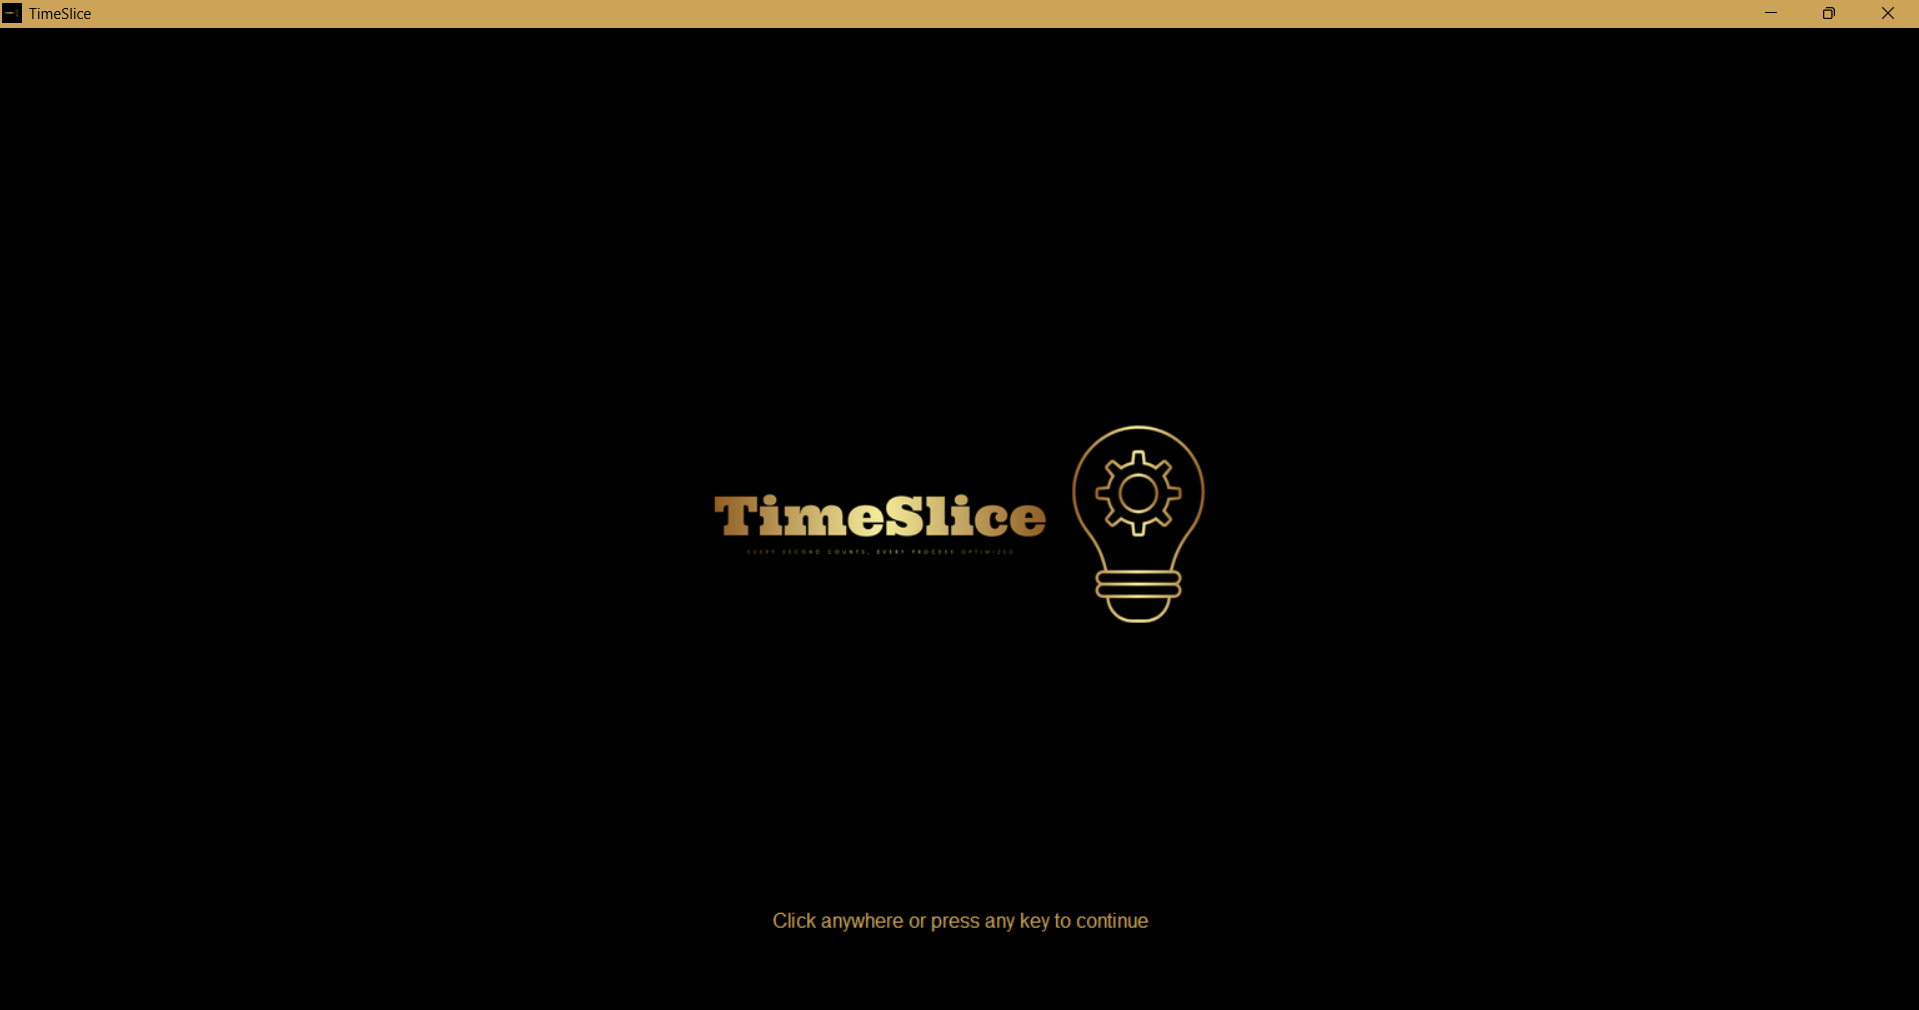 TimeSlice
TimeSlice
EVERY SECOND COUNTS, EVERY PROCESS OPTIMIZED
Click anywhere or press any key to continue